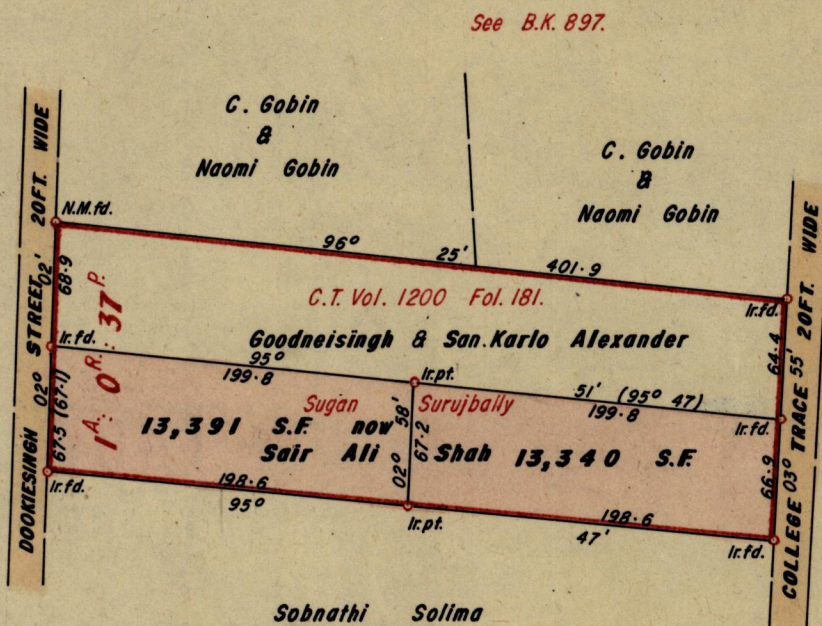 See B.K. 897.
C. Gobin
&
Naomi Gobin
C. Gobin
&
Naomi Gobin
DOOKIESINGH STREET 20FT. WIDE
02° 02'
N.M.fd.
96° 25' 401.9
68.9
C.T. Vol. 1200 Fol. 181.
Ir.fd.
1A: 0R: 37P.
Goodneisingh & San.Karlo Alexander
64.4
Ir.fd.
95° 51' (95° 47)
199.8
Ir.pt.
199.8
Sugan Surujbally
Ir.fd.
67.5 (67.1)
13,391 S.F. now
Sair Ali Shah 13,340 S.F.
02° 58'
67.2
66.9
198.6
95° 47'
198.6
Ir.fd.
Ir.pt.
Ir.fd.
COLLEGE TRACE 20FT. WIDE
03° 55'
Sobnathi Solima